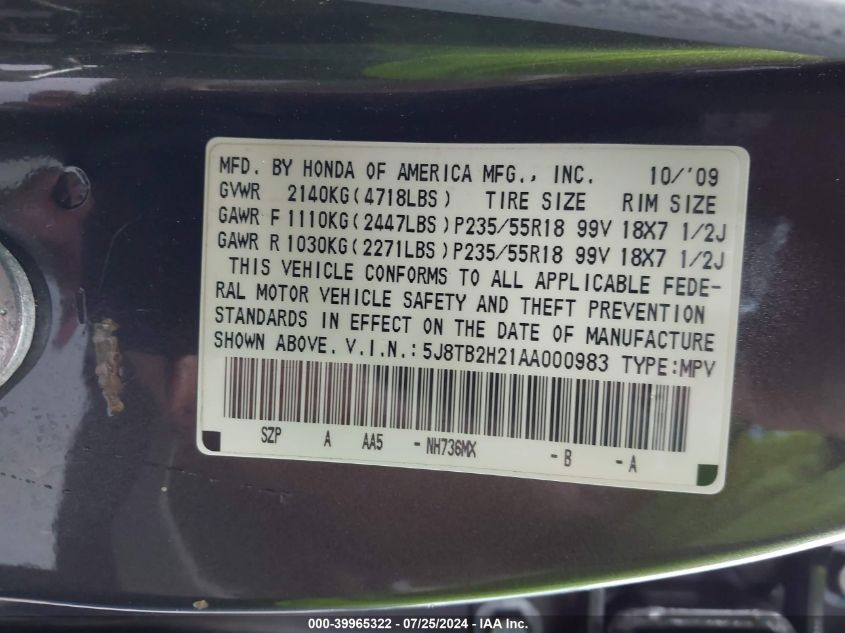 MFD. BY HONDA OF AMERICA MFG., INC. 10/'09
GVWR 2140KG(4718LBS) TIRE SIZE RIM SIZE
GAWR F 1110KG(2447LBS)P235/55R18 99V 18X7 1/2J
GAWR R 1030KG(2271LBS)P235/55R18 99V 18X7 1/2J
THIS VEHICLE CONFORMS TO ALL APPLICABLE FEDE-
RAL MOTOR VEHICLE SAFETY AND THEFT PREVENTION
STANDARDS IN EFFECT ON THE DATE OF MANUFACTURE
SHOWN ABOVE. V.I.N.:5J8TB2H21AA000983 TYPE:MPV
SZP A AA5 -NH736MX -B -A
000-39965322 - 07/25/2024 - IAA Inc.